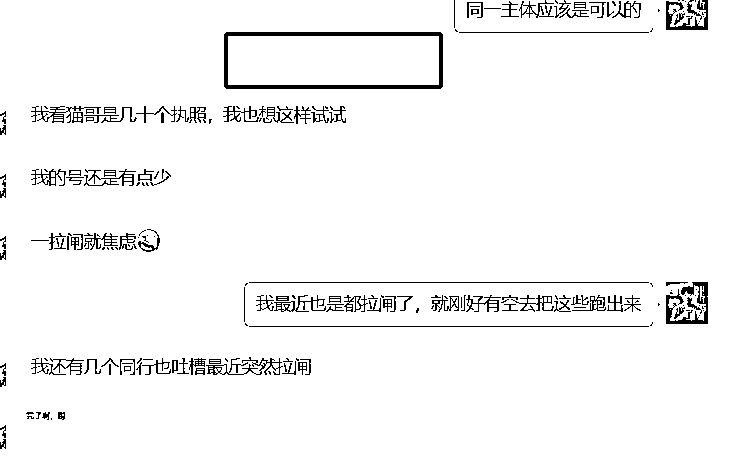 同一主体应该是可以的
我看猫哥是几十个执照，我也想这样试试
我的号还是有点少
一拉闸就焦虑
我最近也是都拉闸了，就刚好有空去把这些跑出来
我还有几个同行也吐槽最近突然拉闸